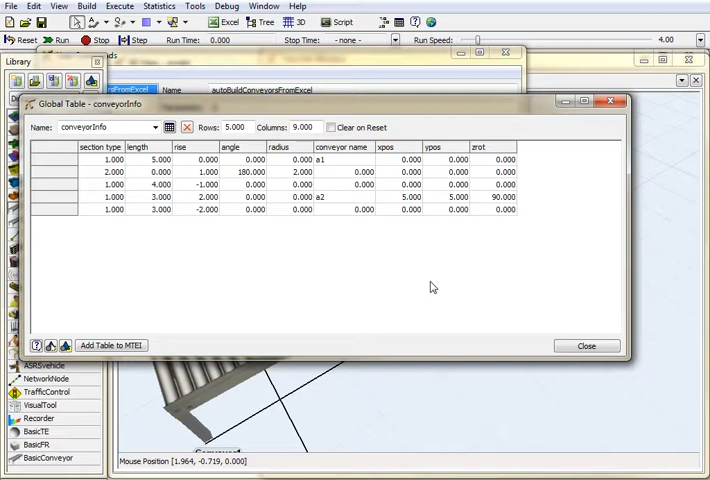 File Edit View Build Execute Statistics Tools Debug Window Help
Excel Tree 3D Script
Reset Run Stop Step Run Time: 0.000 Stop Time: - none - Run Speed: 4.00
Library
Global Table - conveyorInfo
rsFromExcel Name autoBuildConveyorsFromExcel
Name: conveyorInfo Rows: 5.000 Columns: 9.000 Clear on Reset
section type length rise angle radius conveyor name xpos ypos zrot
1.000 5.000 0.000 0.000 0.000 a1 0.000 0.000 0.000
2.000 0.000 1.000 180.000 2.000 0.000 0.000 0.000 0.000
1.000 4.000 -1.000 0.000 0.000 0.000 0.000 0.000 0.000
1.000 3.000 2.000 0.000 0.000 a2 5.000 5.000 90.000
1.000 3.000 -2.000 0.000 0.000 0.000 0.000 0.000 0.000
Add Table to MTEI Close
ASRSvehicle
NetworkNode
TrafficControl
VisualTool
Recorder
BasicTE
BasicFR
BasicConveyor
Mouse Position [1.964, -0.719, 0.000]